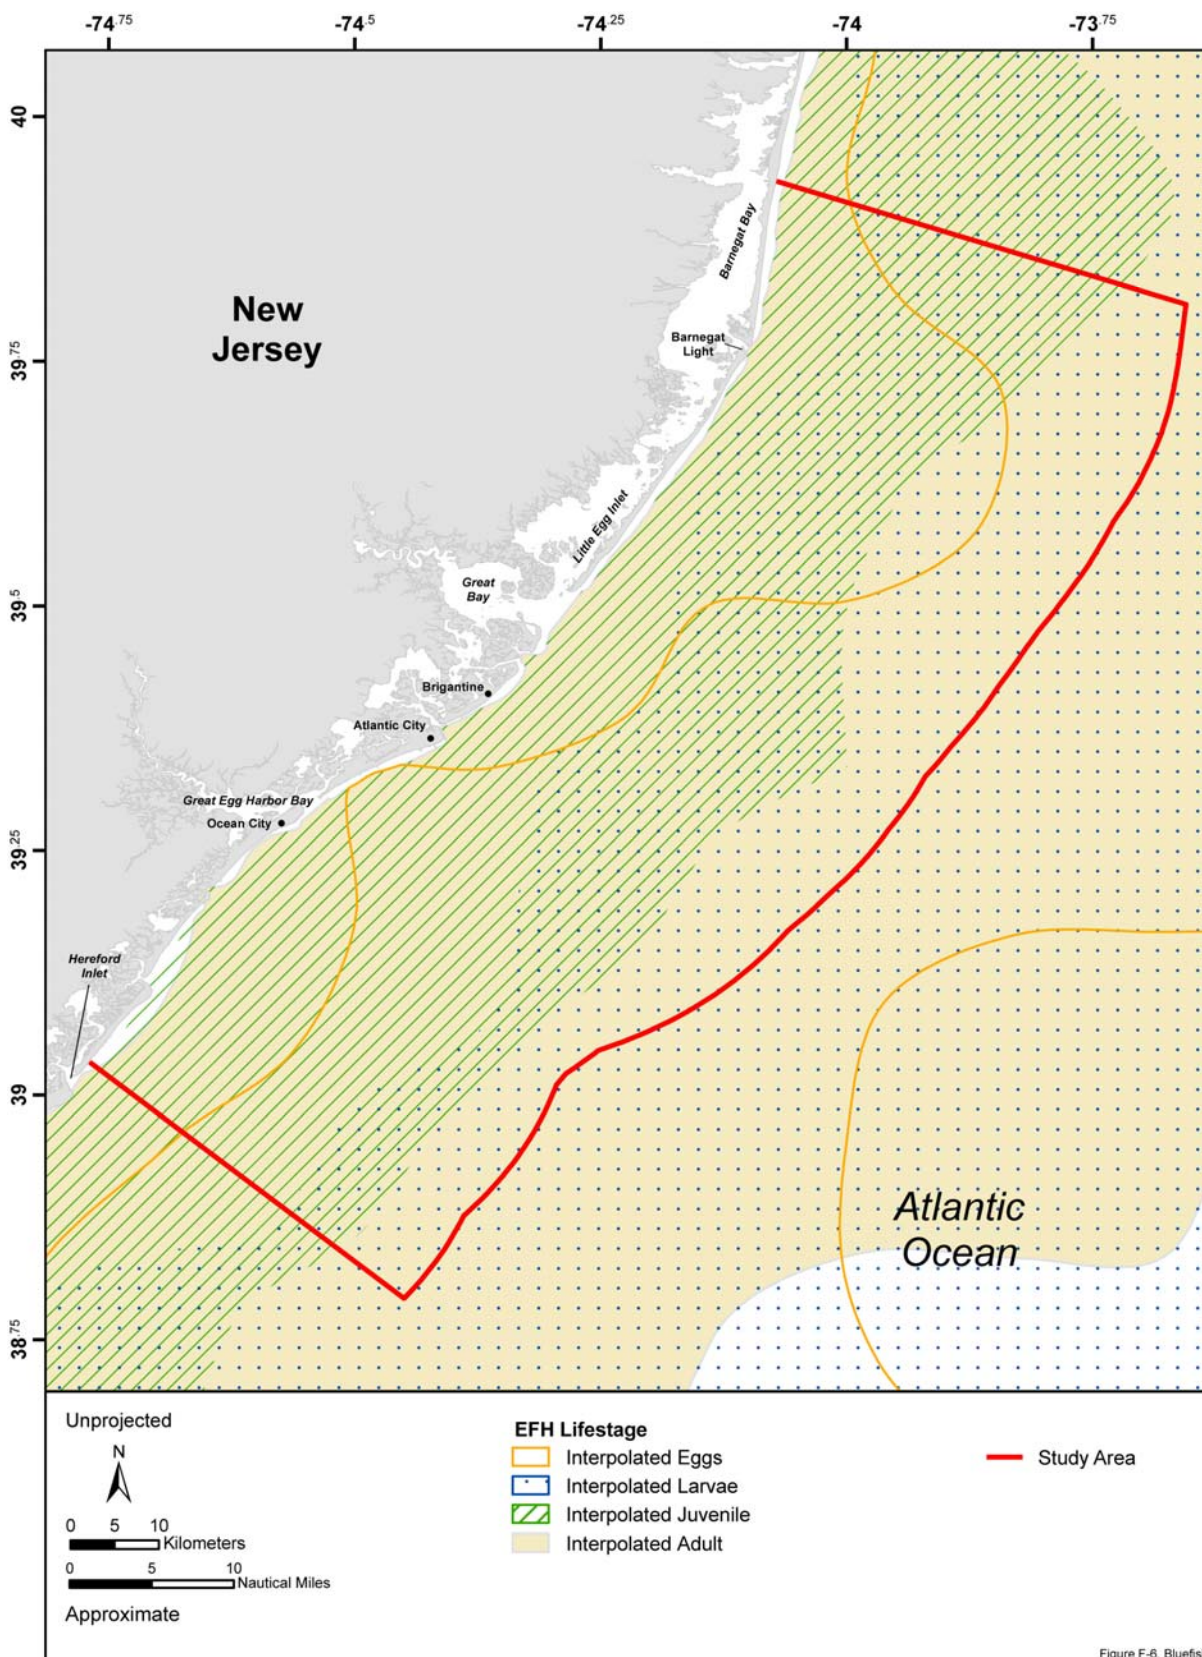 -74.75 -74.5 -74.25 -74 -73.75
40
39.75
39.5
39.25
39
38.75
New
Jersey
Barnegat Bay
Barnegat
Light
Little Egg Inlet
Great
Bay
Brigantine
Atlantic City
Great Egg Harbor Bay
Ocean City
Hereford
Inlet
Atlantic
Ocean
Unprojected
N
0 5 10
Kilometers
0 5 10
Nautical Miles
Approximate
EFH Lifestage
Interpolated Eggs
Interpolated Larvae
Interpolated Juvenile
Interpolated Adult
Study Area
Figure F-6. Bluefis